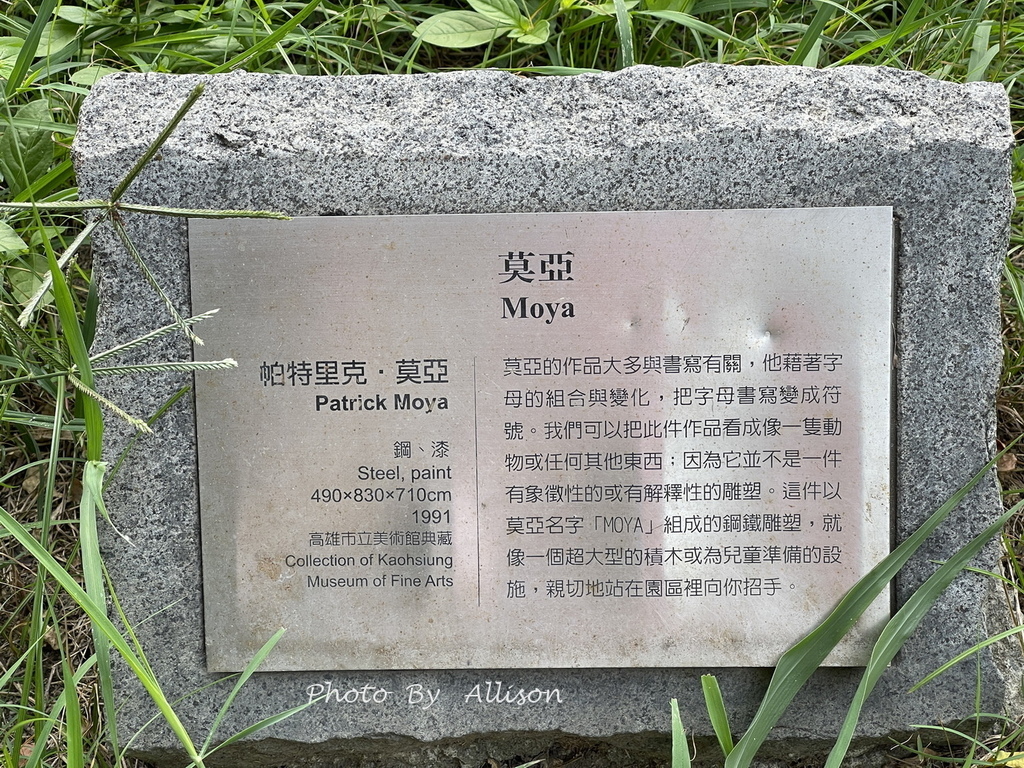 莫亞
Moya
帕特里克·莫亞
Patrick Moya
鋼、漆
Steel, paint
490×830×710cm
1991
高雄市立美術館典藏
Collection of Kaohsiung
Museum of Fine Arts
莫亞的作品大多與書寫有關，他藉著字
母的組合與變化，把字母書寫變成符
號。我們可以把此件作品看成像一隻動
物或任何其他東西；因為它並不是一件
有象徵性的或有解釋性的雕塑。這件以
莫亞名字「MOYA」組成的鋼鐵雕塑，就
像一個超大型的積木或為兒童準備的設
施，親切地站在園區裡向你招手。
Photo By Allison